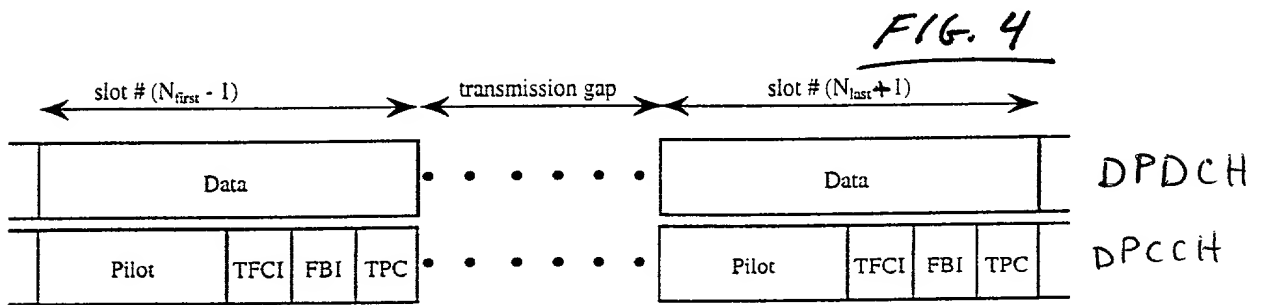 FIG. 4
slot # (N_first - 1) transmission gap slot # (N_last + 1)
Data Data DPDCH
Pilot TFCI FBI TPC Pilot TFCI FBI TPC DPCCH